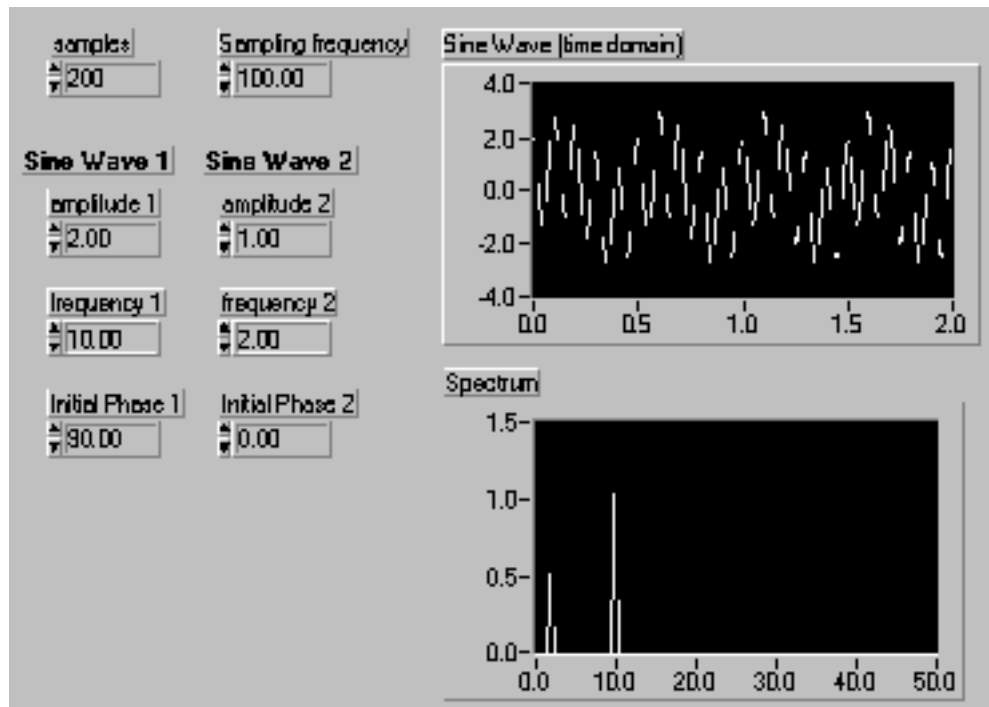 samples
200
Sampling frequency
100.00
Sine Wave 1
Sine Wave 2
amplitude 1
2.00
amplitude 2
1.00
frequency 1
10.00
frequency 2
2.00
Initial Phase 1
90.00
Initial Phase 2
0.00
Sine Wave (time domain)
4.0
2.0
0.0
-2.0
-4.0
0.0 0.5 1.0 1.5 2.0
Spectrum
1.5
1.0
0.5
0.0
0.0 10.0 20.0 30.0 40.0 50.0